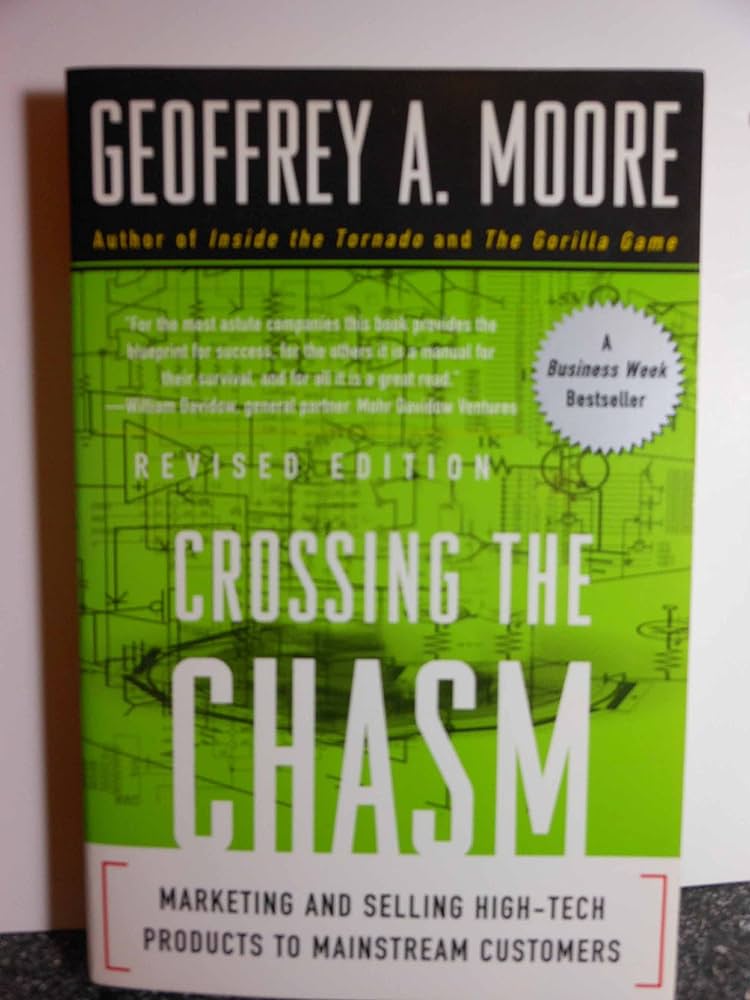 GEOFFREY A. MOORE
Author of Inside the Tornado and The Gorilla Game
"For the most astute companies this book provides the
blueprint for success, for the others it is a manual for
their survival, and for all it is a great read."
—William Davidow, general partner Mohr Davidow Ventures
A
Business Week
Bestseller
1K
REVISED EDITION
CROSSING THE
CHASM
MARKETING AND SELLING HIGH-TECH
PRODUCTS TO MAINSTREAM CUSTOMERS